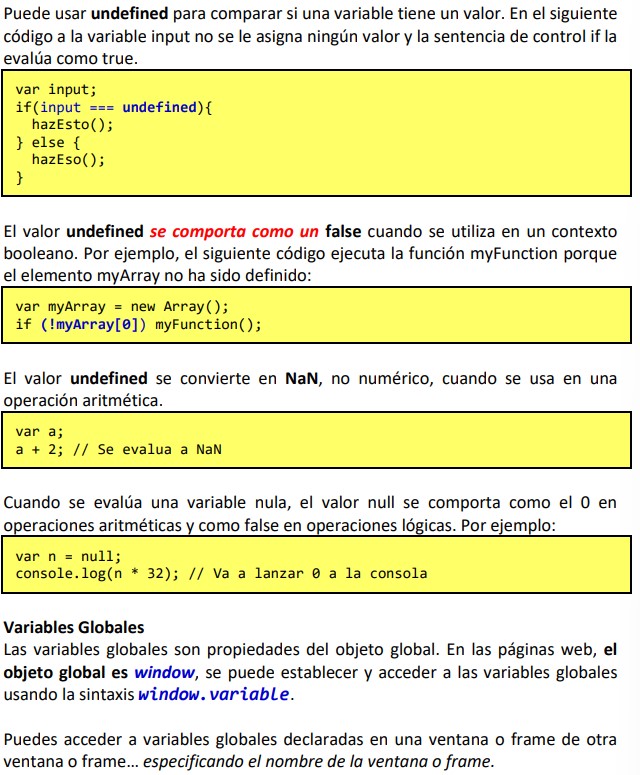 Puede usar undefined para comparar si una variable tiene un valor. En el siguiente
código a la variable input no se le asigna ningún valor y la sentencia de control if la
evalúa como true.
var input;
if(input === undefined){
  hazEsto();
} else {
  hazEso();
}
El valor undefined se comporta como un false cuando se utiliza en un contexto
booleano. Por ejemplo, el siguiente código ejecuta la función myFunction porque
el elemento myArray no ha sido definido:
var myArray = new Array();
if (!myArray[0]) myFunction();
El valor undefined se convierte en NaN, no numérico, cuando se usa en una
operación aritmética.
var a;
a + 2; // Se evalua a NaN
Cuando se evalúa una variable nula, el valor null se comporta como el 0 en
operaciones aritméticas y como false en operaciones lógicas. Por ejemplo:
var n = null;
console.log(n * 32); // Va a lanzar 0 a la consola
Variables Globales
Las variables globales son propiedades del objeto global. En las páginas web, el
objeto global es window, se puede establecer y acceder a las variables globales
usando la sintaxis window.variable.
Puedes acceder a variables globales declaradas en una ventana o frame de otra
ventana o frame… especificando el nombre de la ventana o frame.